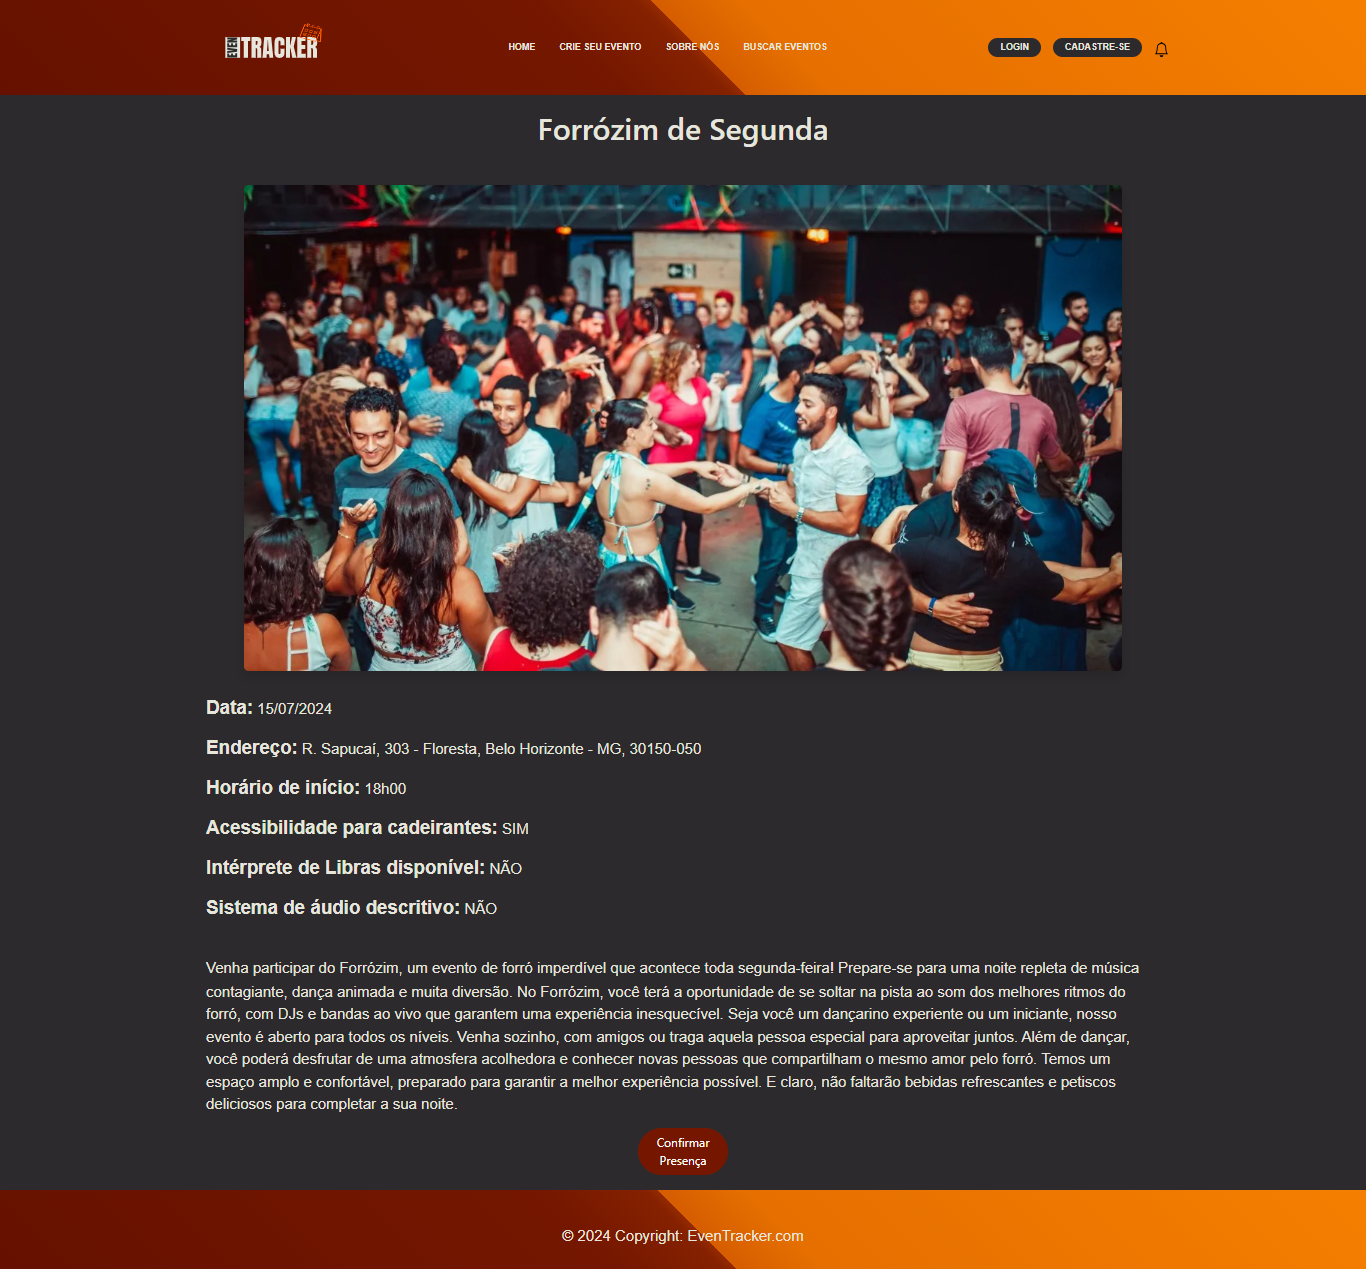 EVEN TRACKER
HOME CRIE SEU EVENTO SOBRE NÓS BUSCAR EVENTOS LOGIN CADASTRE-SE
Forrózim de Segunda
Data: 15/07/2024
Endereço: R. Sapucaí, 303 - Floresta, Belo Horizonte - MG, 30150-050
Horário de início: 18h00
Acessibilidade para cadeirantes: SIM
Intérprete de Libras disponível: NÃO
Sistema de áudio descritivo: NÃO
Venha participar do Forrózim, um evento de forró imperdível que acontece toda segunda-feira! Prepare-se para uma noite repleta de música
contagiante, dança animada e muita diversão. No Forrózim, você terá a oportunidade de se soltar na pista ao som dos melhores ritmos do
forró, com DJs e bandas ao vivo que garantem uma experiência inesquecível. Seja você um dançarino experiente ou um iniciante, nosso
evento é aberto para todos os níveis. Venha sozinho, com amigos ou traga aquela pessoa especial para aproveitar juntos. Além de dançar,
você poderá desfrutar de uma atmosfera acolhedora e conhecer novas pessoas que compartilham o mesmo amor pelo forró. Temos um
espaço amplo e confortável, preparado para garantir a melhor experiência possível. E claro, não faltarão bebidas refrescantes e petiscos
deliciosos para completar a sua noite.
Confirmar
Presença
© 2024 Copyright: EvenTracker.com